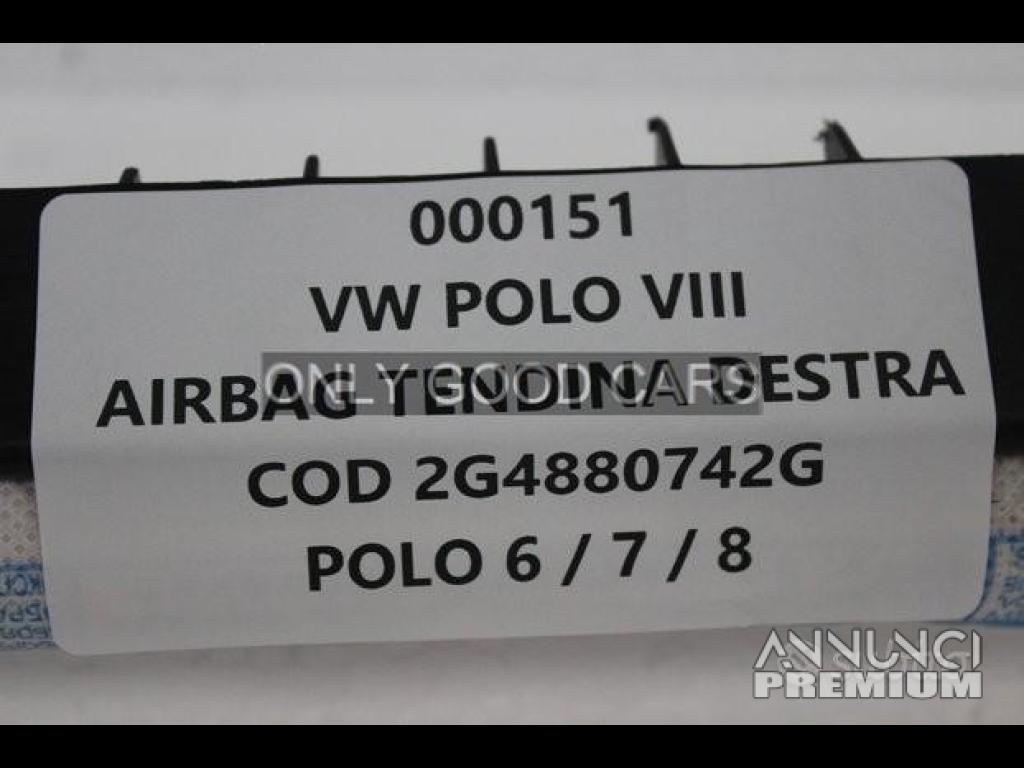 000151
VW POLO VIII
AIRBAG TENDINA DESTRA
ONLY GOOD CARS
COD 2G4880742G
POLO 6 / 7 / 8
ANNUNCI
PREMIUM